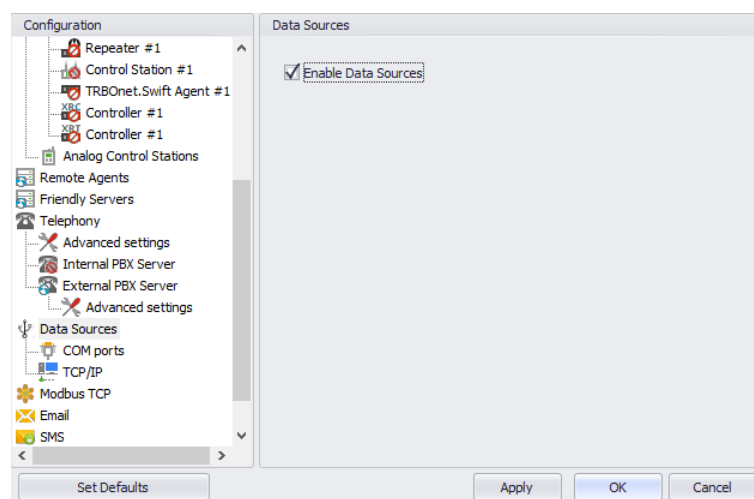 Configuration
Repeater #1
Control Station #1
TRBOnet.Swift Agent #1
XRC
Controller #1
XRT
Controller #1
Analog Control Stations
Remote Agents
Friendly Servers
Telephony
Advanced settings
Internal PBX Server
External PBX Server
Advanced settings
Data Sources
COM ports
TCP/IP
Modbus TCP
Email
SMS
Set Defaults
Data Sources
Enable Data Sources
Apply
OK
Cancel